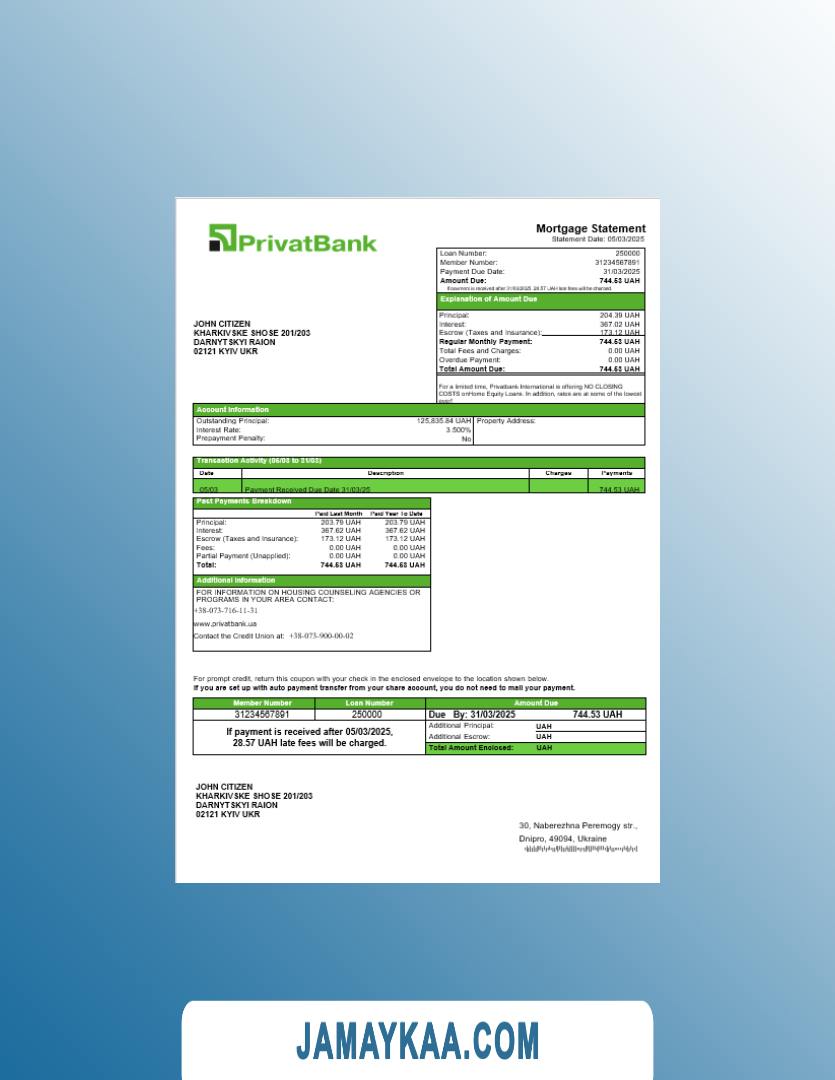 PrivatBank
Mortgage Statement
Statement Date: 05/03/2025
Loan Number: 250000
Member Number: 31234567891
Payment Due Date: 31/03/2025
Amount Due: 744.53 UAH
If payment is received after 31/03/2025, 28.57 UAH late fees will be charged.
Explanation of Amount Due
Principal: 204.39 UAH
Interest: 367.02 UAH
Escrow (Taxes and Insurance): 173.12 UAH
Regular Monthly Payment: 744.53 UAH
Total Fees and Charges: 0.00 UAH
Overdue Payment: 0.00 UAH
Total Amount Due: 744.53 UAH
JOHN CITIZEN
KHARKIVSKE SHOSE 201/203
DARNYTSKYI RAION
02121 KYIV UKR
For a limited time, Privatbank International is offering NO CLOSING
COSTS onHome Equity Loans. In addition, rates are at some of the lowest
Account Information
Outstanding Principal: 125,835.84 UAH Property Address:
Interest Rate: 3.500%
Prepayment Penalty: No
Transaction Activity (05/03 to 31/03)
Date Description Charges Payments
05/03 Payment Received Due Date 31/03/25 744.53 UAH
Past Payments Breakdown
Paid Last Month Paid Year To Date
Principal: 203.79 UAH 203.79 UAH
Interest: 367.62 UAH 367.62 UAH
Escrow (Taxes and Insurance): 173.12 UAH 173.12 UAH
Fees: 0.00 UAH 0.00 UAH
Partial Payment (Unapplied): 0.00 UAH 0.00 UAH
Total: 744.53 UAH 744.53 UAH
Additional Information
FOR INFORMATION ON HOUSING COUNSELING AGENCIES OR
PROGRAMS IN YOUR AREA CONTACT:
+38-073-716-11-31
www.privatbank.ua
Contact the Credit Union at: +38-073-900-00-02
For prompt credit, return this coupon with your check in the enclosed envelope to the location shown below.
If you are set up with auto payment transfer from your share account, you do not need to mail your payment.
Member Number Loan Number Amount Due
31234567891 250000 Due By: 31/03/2025 744.53 UAH
If payment is received after 05/03/2025,
28.57 UAH late fees will be charged.
Additional Principal: UAH
Additional Escrow: UAH
Total Amount Enclosed: UAH
JOHN CITIZEN
KHARKIVSKE SHOSE 201/203
DARNYTSKYI RAION
02121 KYIV UKR
30, Naberezhna Peremogy str.,
Dnipro, 49094, Ukraine
JAMAYKAA.COM